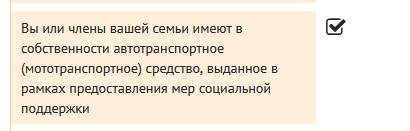 Вы или члены вашей семьи имеют в
собственности автотранспортное
(мототранспортное) средство, выданное в
рамках предоставления мер социальной
поддержки